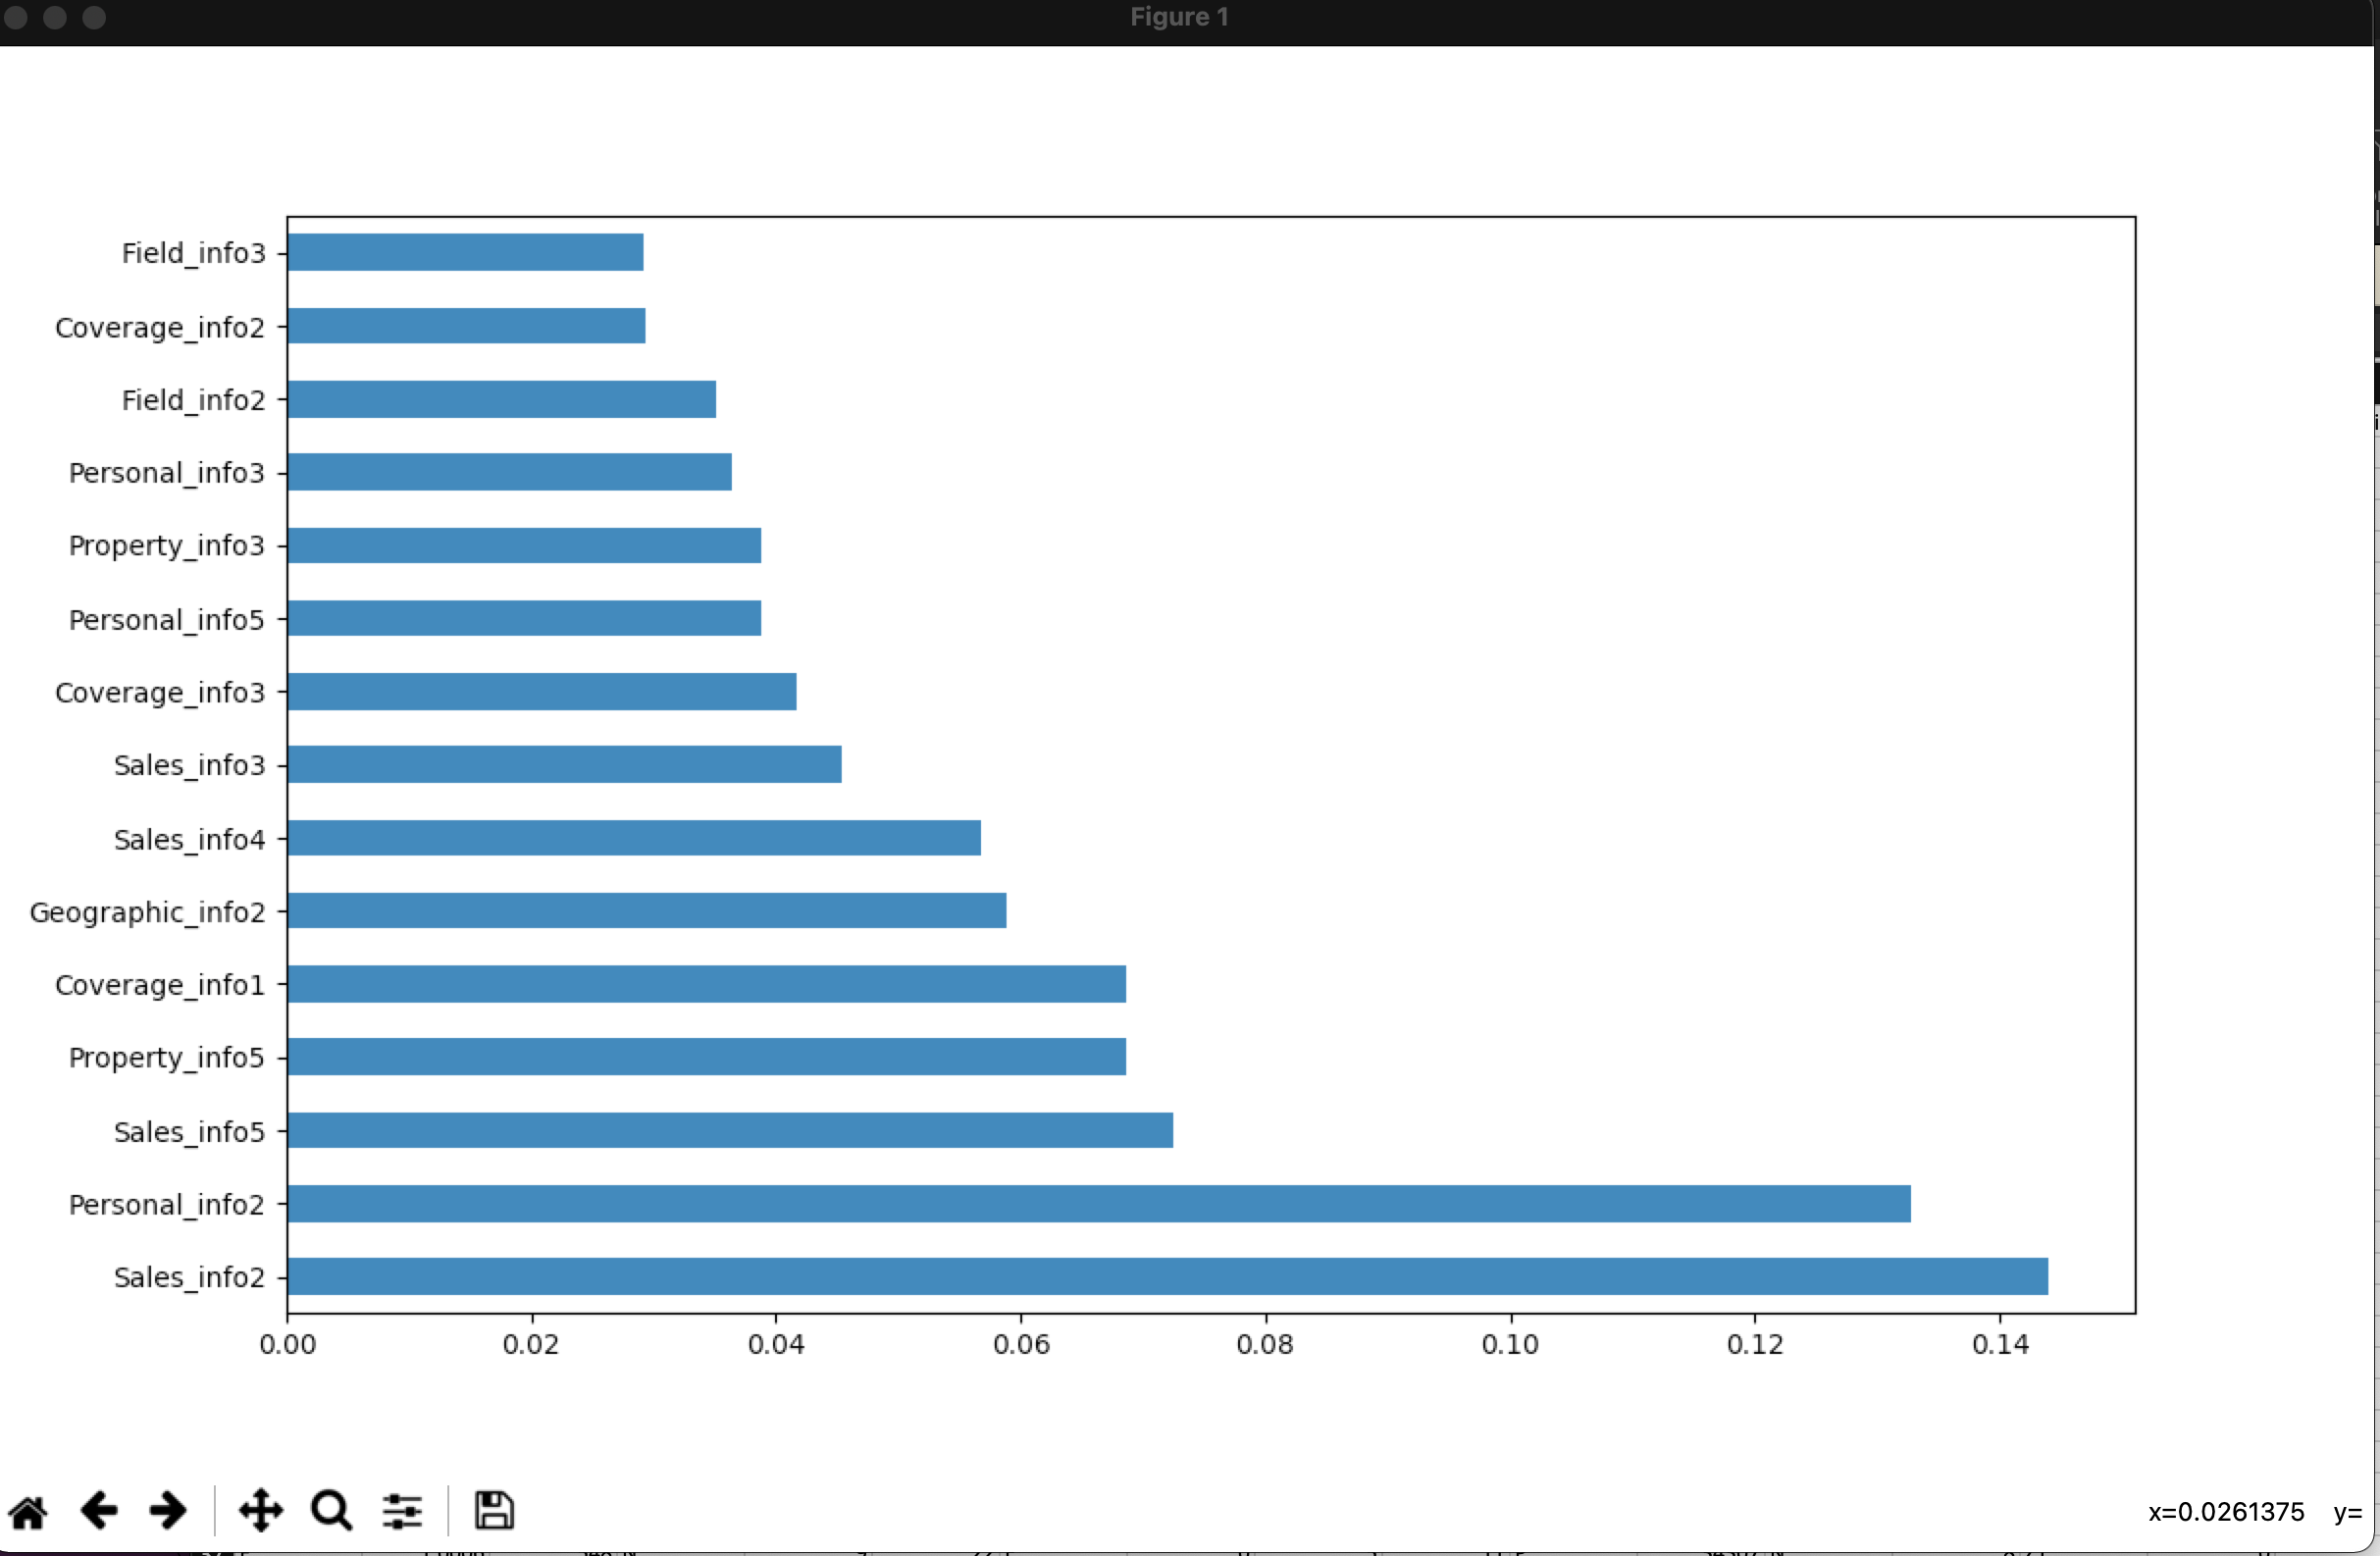 Figure 1
Field_info3
Coverage_info2
Field_info2
Personal_info3
Property_info3
Personal_info5
Coverage_info3
Sales_info3
Sales_info4
Geographic_info2
Coverage_info1
Property_info5
Sales_info5
Personal_info2
Sales_info2
0.00 0.02 0.04 0.06 0.08 0.10 0.12 0.14
x=0.0261375 y=